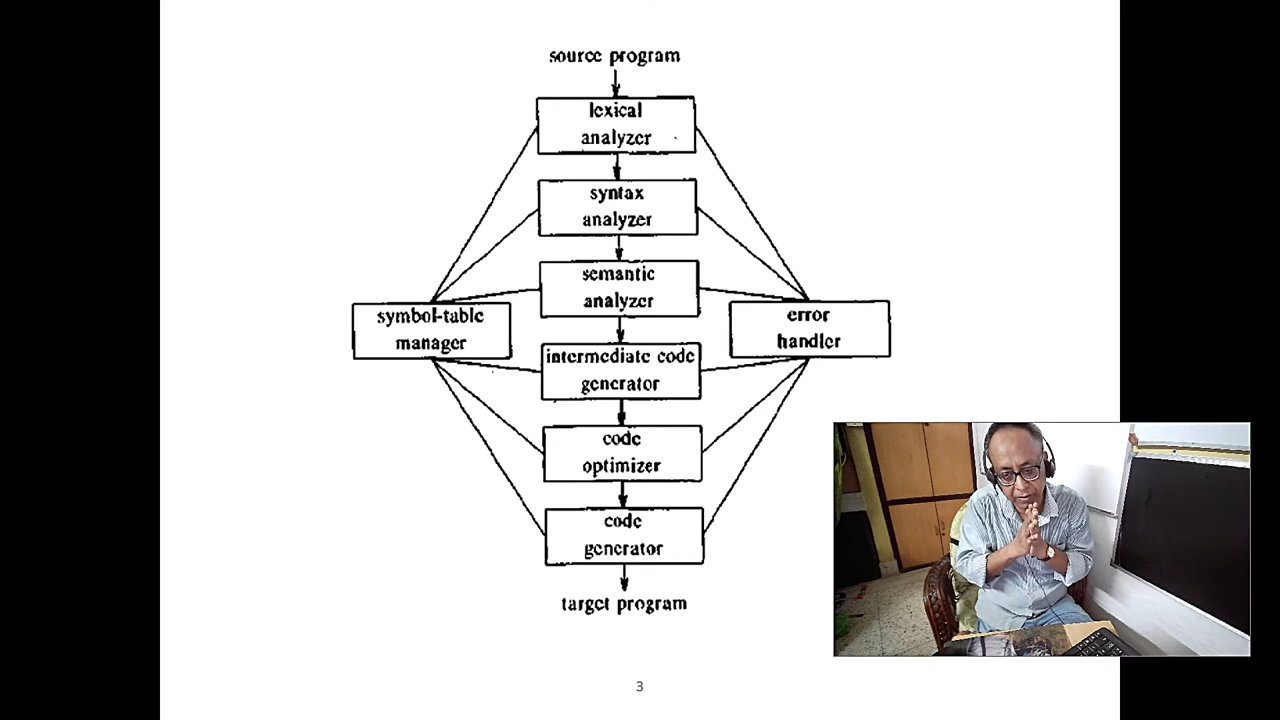 source program
lexical
analyzer
syntax
analyzer
semantic
analyzer
symbol-table
manager
error
handler
intermediate code
generator
code
optimizer
code
generator
target program
3